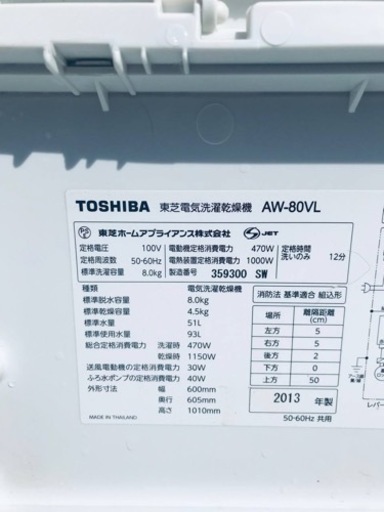 TOSHIBA 東芝電気洗濯乾燥機 AW-80VL
東芝ホームアプライアンス株式会社 JET
定格電圧 100V 電動機定格消費電力 470W 定格時間
定格周波数 50-60Hz 電熱装置定格消費電力 1000W 洗いのみ 12分
標準洗濯容量 8.0kg 製造番号 359300 SW
種類 電気洗濯乾燥機
標準脱水容量 8.0kg
標準乾燥容量 4.5kg
標準水量 51L
標準使用水量 93L
総合定格消費電力 洗濯時 470W
乾燥時 1150W
送風電動機の定格消費電力 30W
ふろ水ポンプの定格消費電力 40W
外形寸法 幅 600mm
奥行 605mm
高さ 1010mm
MADE IN THAILAND
消防法 基準適合 組込形
場所 離隔距離(cm)
左方 5
右方 5
後方 2
下方 0
上方 50
2013 年製
50-60Hz 共用
レバー